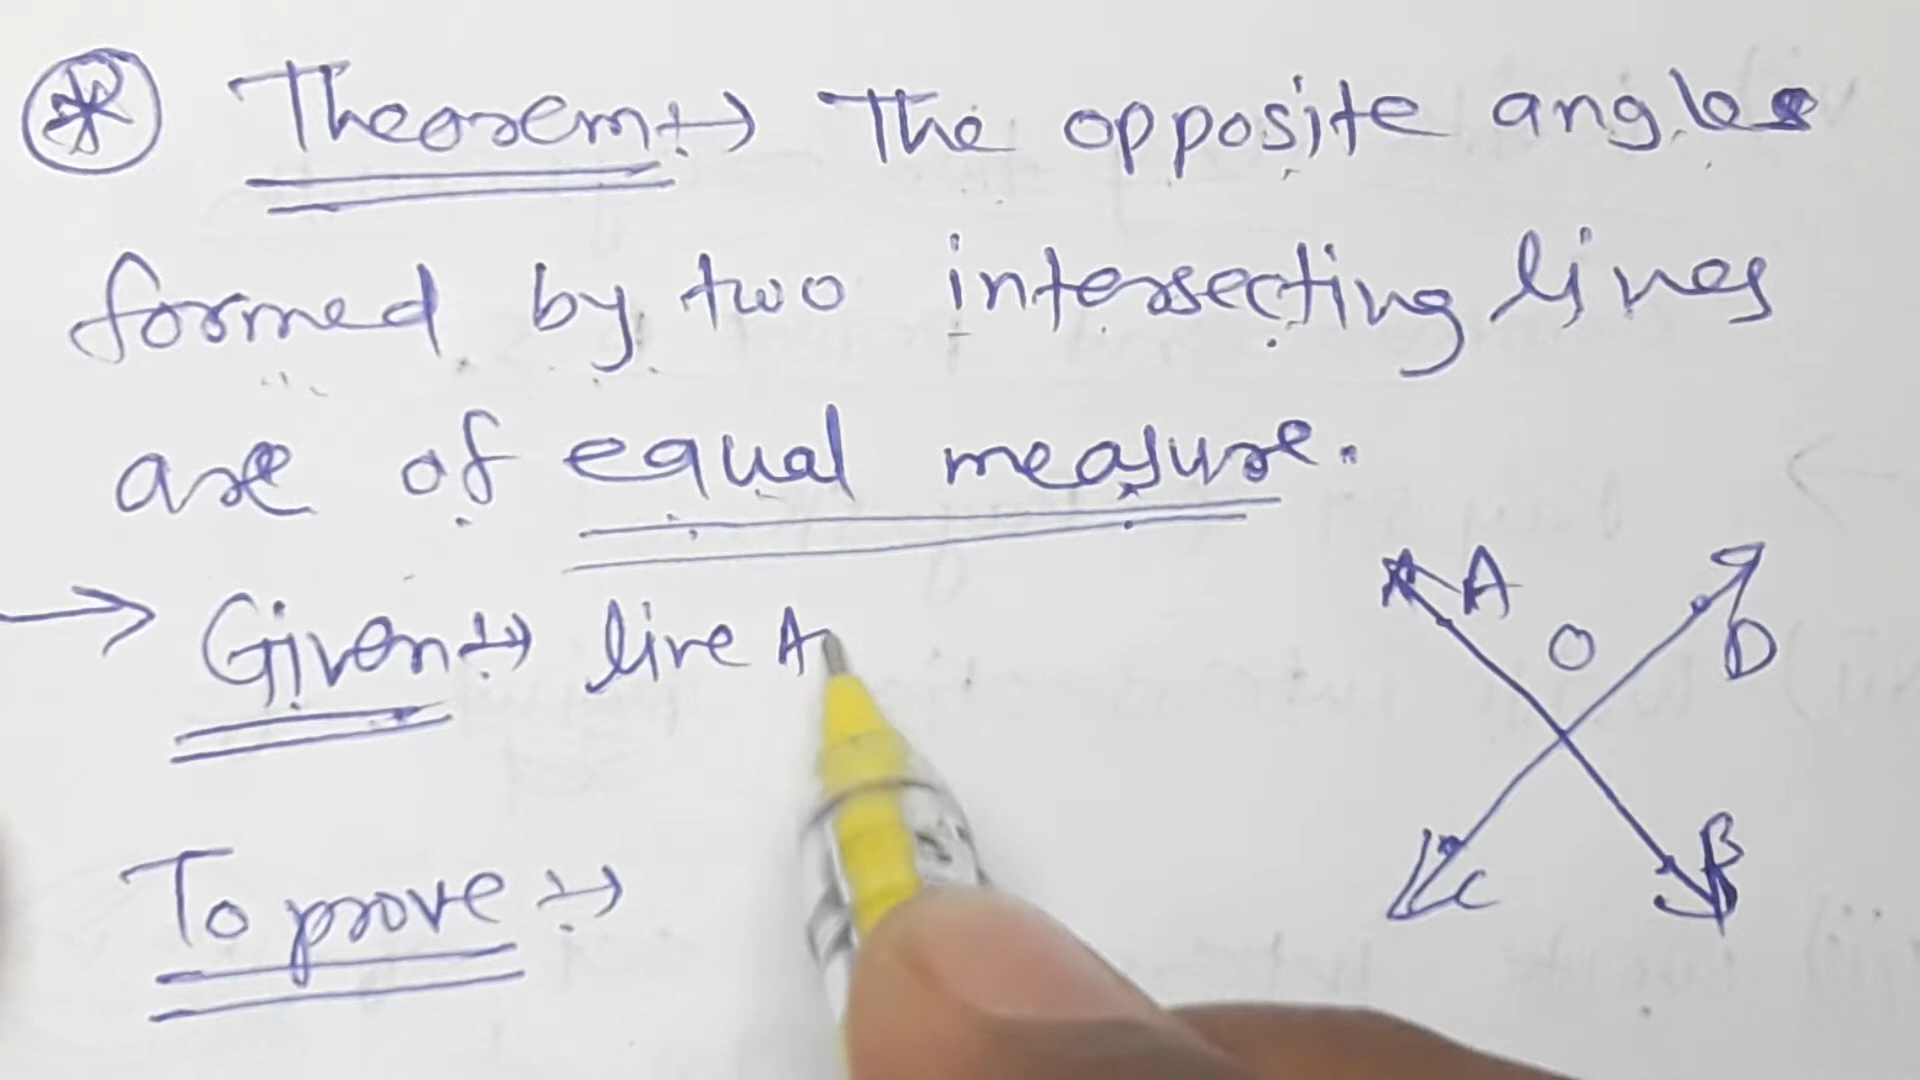 Theorem :→ The opposite angles
formed by two intersecting lines
are of equal measure.
Given :→ line A
A
O
D
To prove :→
C
B